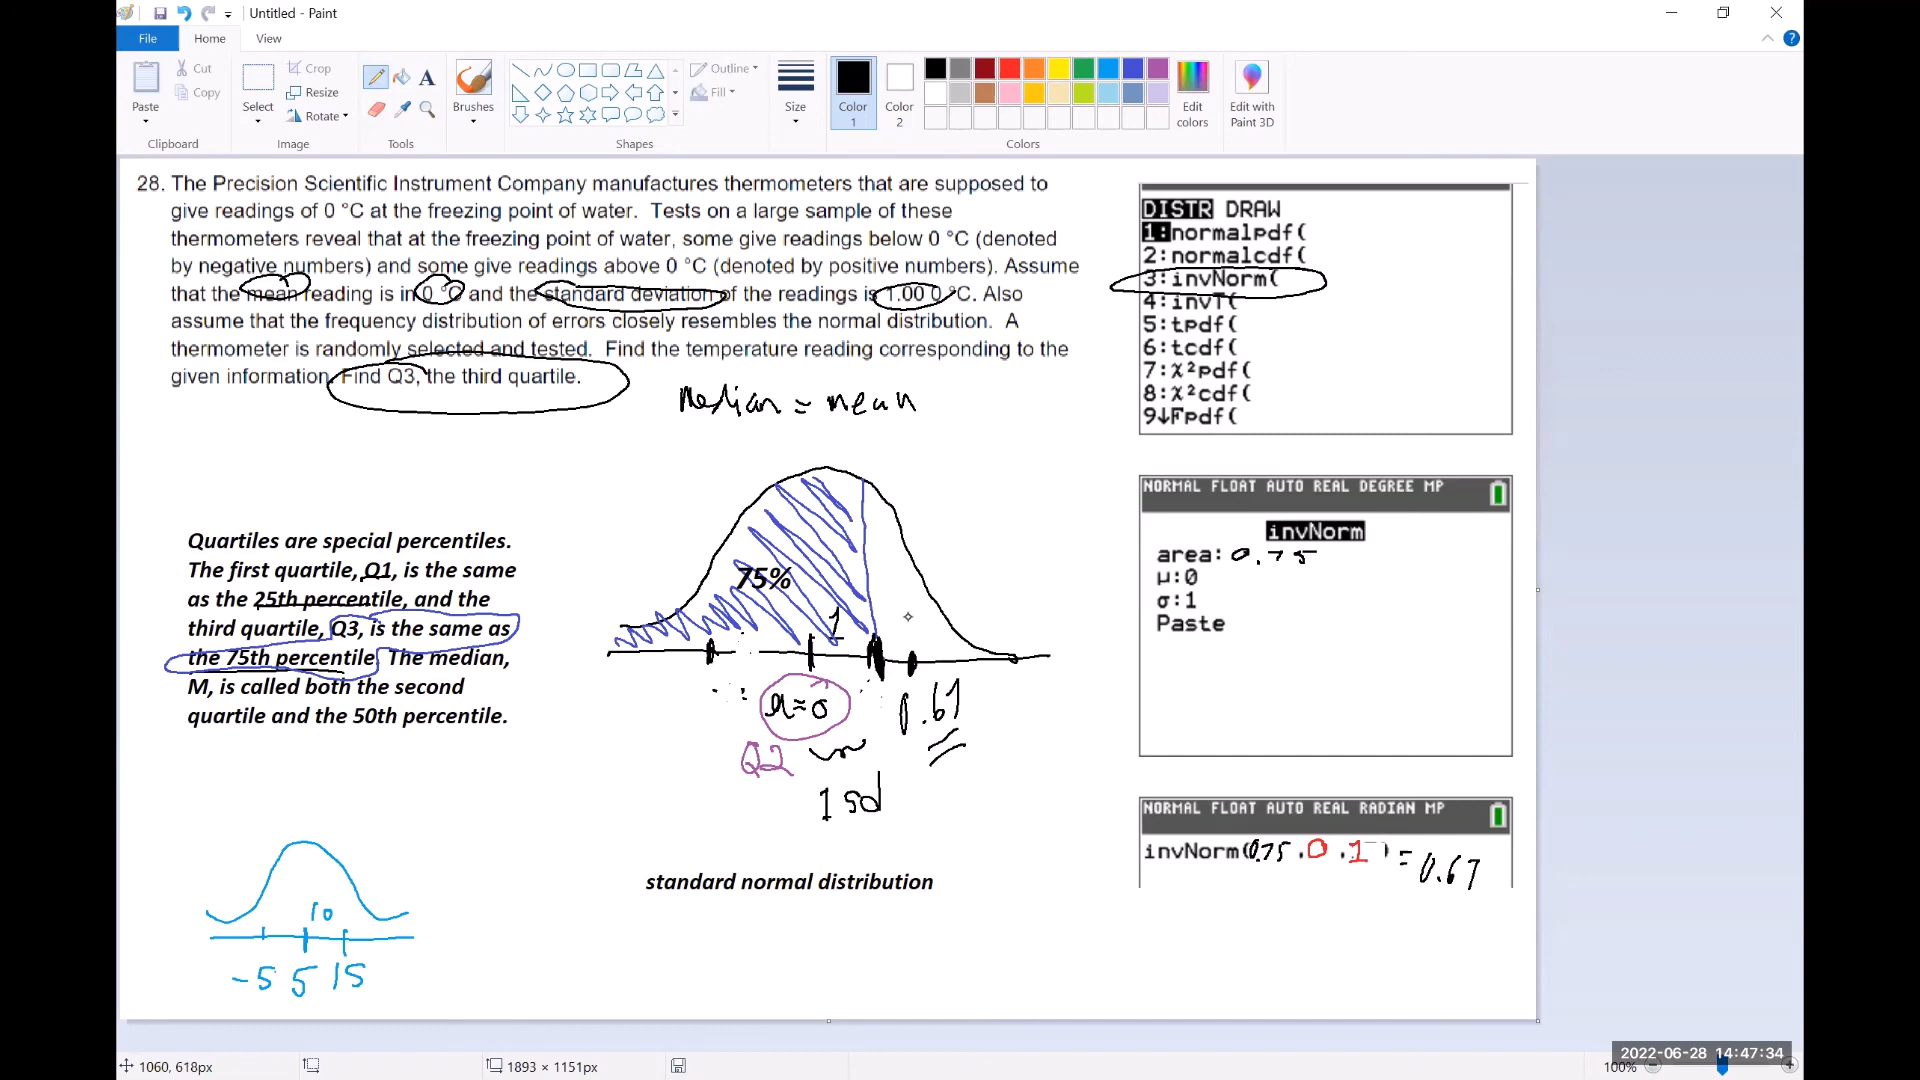 Untitled - Paint
File Home View
Paste
Cut
Copy
Clipboard
Select
Crop
Resize
Rotate
Image
Tools
Brushes
Outline
Fill
Shapes
Size
Color 1
Color 2
Edit colors
Edit with Paint 3D
Colors
28. The Precision Scientific Instrument Company manufactures thermometers that are supposed to
give readings of 0 °C at the freezing point of water. Tests on a large sample of these
thermometers reveal that at the freezing point of water, some give readings below 0 °C (denoted
by negative numbers) and some give readings above 0 °C (denoted by positive numbers). Assume
that the mean reading is in 0 °C and the standard deviation of the readings is 1.00 0 °C. Also
assume that the frequency distribution of errors closely resembles the normal distribution. A
thermometer is randomly selected and tested. Find the temperature reading corresponding to the
given information. Find Q3, the third quartile.
median = mean
DISTR DRAW
1:normalpdf(
2:normalcdf(
3:invNorm(
4:invT(
5:tpdf(
6:tcdf(
7:χ²pdf(
8:χ²cdf(
9↓Fpdf(
Quartiles are special percentiles.
The first quartile, Q1, is the same
as the 25th percentile, and the
third quartile, Q3, is the same as
the 75th percentile. The median,
M, is called both the second
quartile and the 50th percentile.
75%
1
0.67
Q2
1 sd
standard normal distribution
10
-5 5 15
NORMAL FLOAT AUTO REAL DEGREE MP
invNorm
area: 0.75
μ:0
σ:1
Paste
NORMAL FLOAT AUTO REAL RADIAN MP
invNorm(0.75,0,1) = 0.67
1060, 618px
1893 × 1151px
100%
2022-06-28 14:47:34